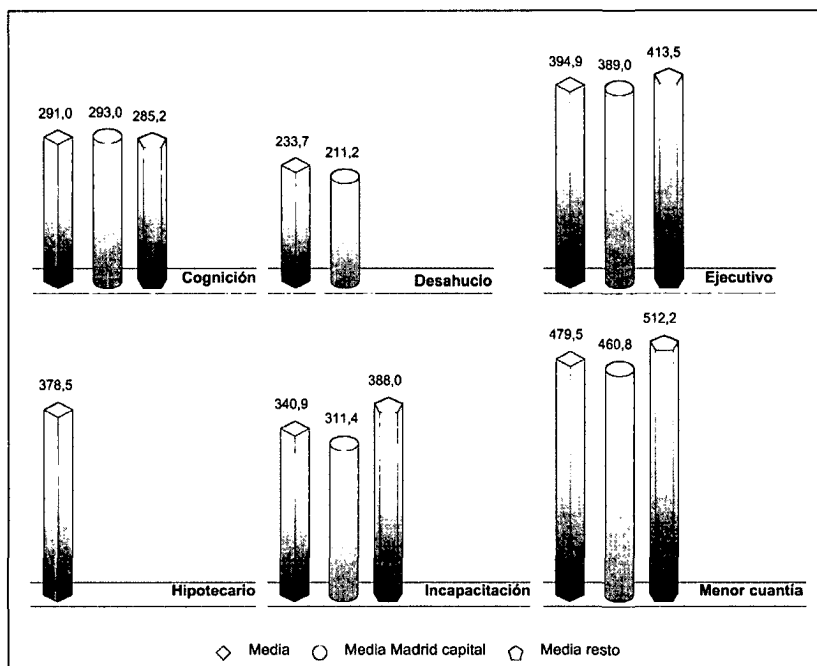 291,0 293,0 285,2
Cognición
233,7 211,2
Desahucio
394,9 389,0 413,5
Ejecutivo
378,5
Hipotecario
340,9 311,4 388,0
Incapacitación
479,5 460,8 512,2
Menor cuantía
Media Media Madrid capital Media resto